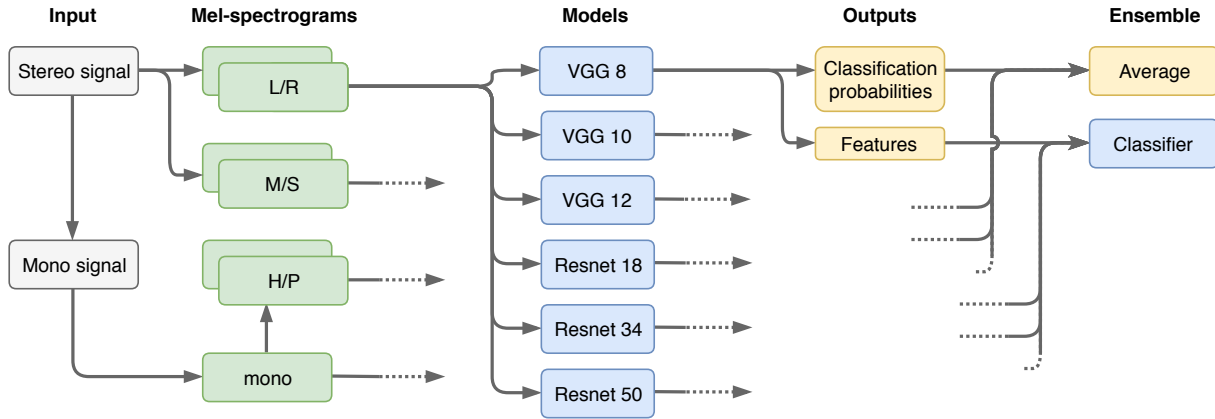 Input
Mel-spectrograms
Models
Outputs
Ensemble
Stereo signal
Mono signal
L/R
M/S
H/P
mono
VGG 8
VGG 10
VGG 12
Resnet 18
Resnet 34
Resnet 50
Classification
probabilities
Features
Average
Classifier